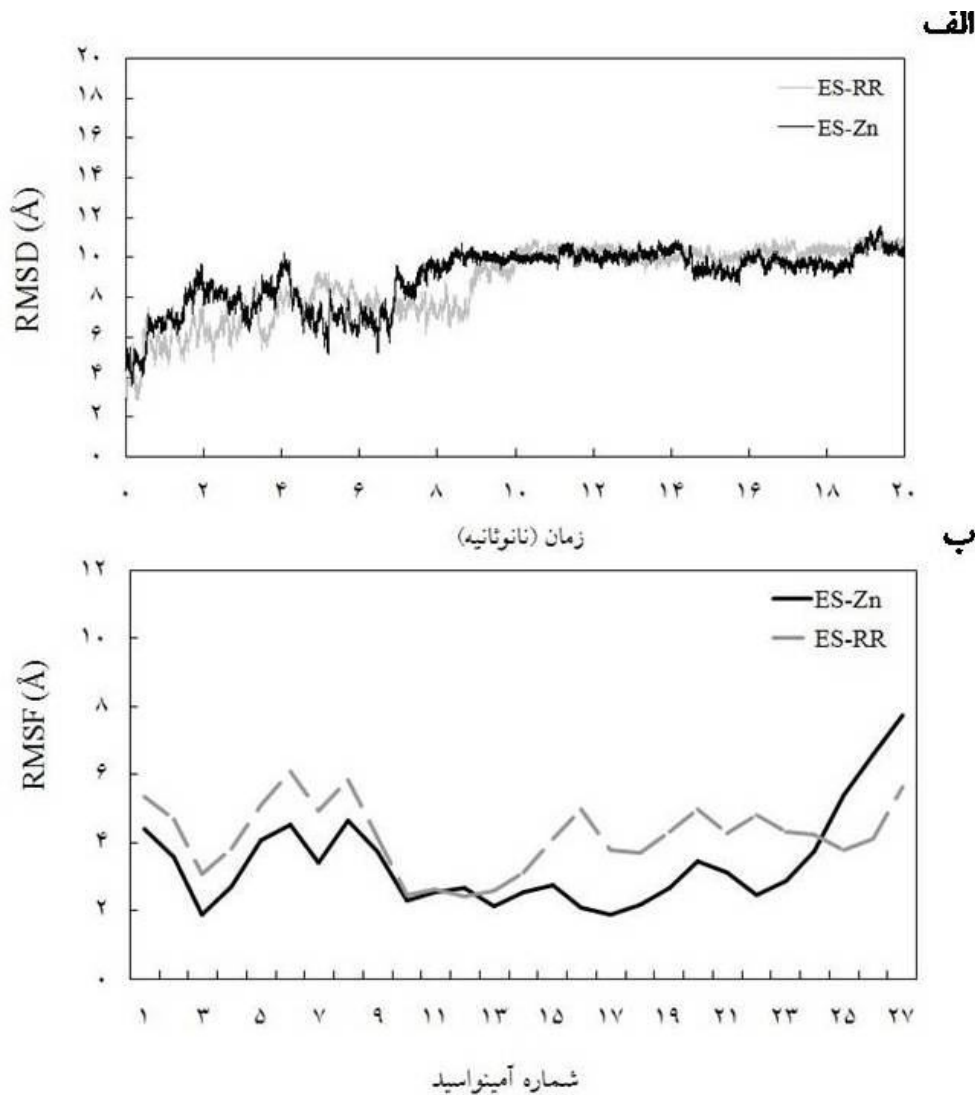 الف
۲۰
۱۸
۱۶
۱۴
۱۲
۱۰
۸
۶
۴
۲
۰
RMSD (Å)
ES-RR
ES-Zn
۰ ۲ ۴ ۶ ۸ ۱۰ ۱۲ ۱۴ ۱۶ ۱۸ ۲۰
زمان (نانوثانیه)
ب
۱۲
۱۰
۸
۶
۴
۲
۰
RMSF (Å)
ES-Zn
ES-RR
۱ ۳ ۵ ۷ ۹ ۱۱ ۱۳ ۱۵ ۱۷ ۱۹ ۲۱ ۲۳ ۲۵ ۲۷
شماره آمینواسید